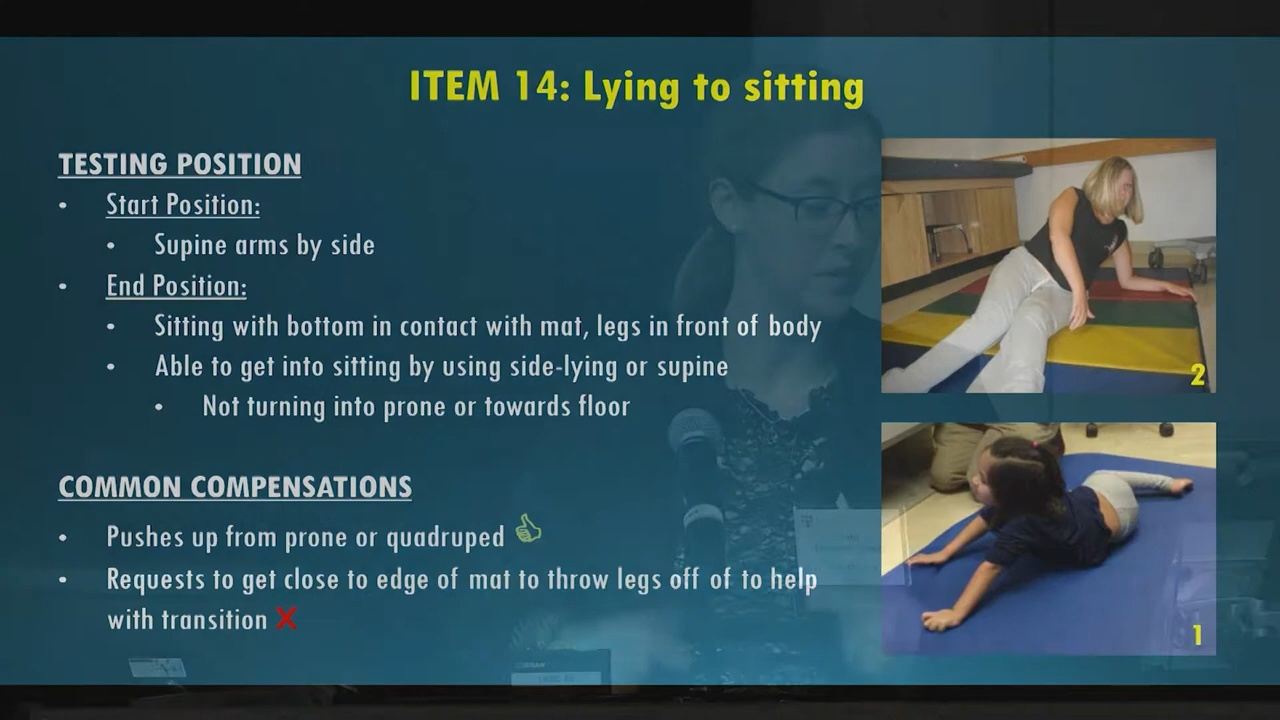 ITEM 14: Lying to sitting
TESTING POSITION
• Start Position:
• Supine arms by side
• End Position:
• Sitting with bottom in contact with mat, legs in front of body
• Able to get into sitting by using side-lying or supine
• Not turning into prone or towards floor
COMMON COMPENSATIONS
• Pushes up from prone or quadruped
• Requests to get close to edge of mat to throw legs off of to help
with transition
2
1